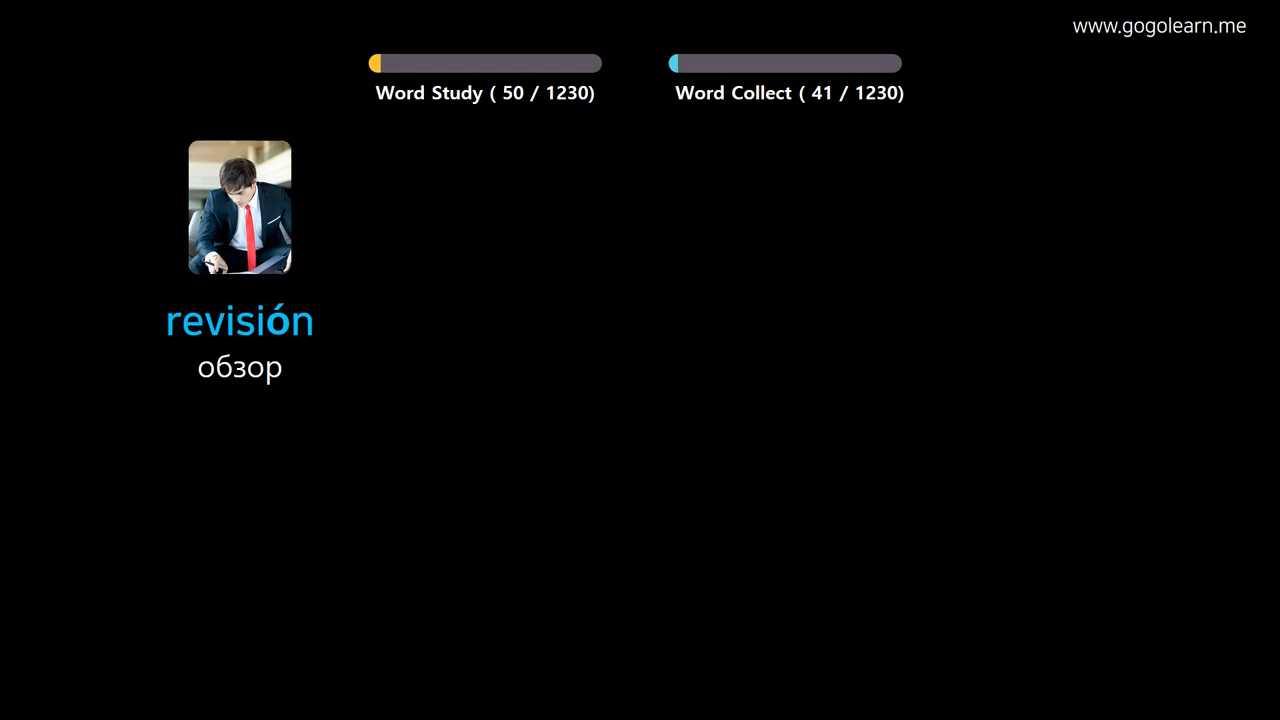 www.gogolearn.me
Word Study ( 50 / 1230)
Word Collect ( 41 / 1230)
revisión
обзор